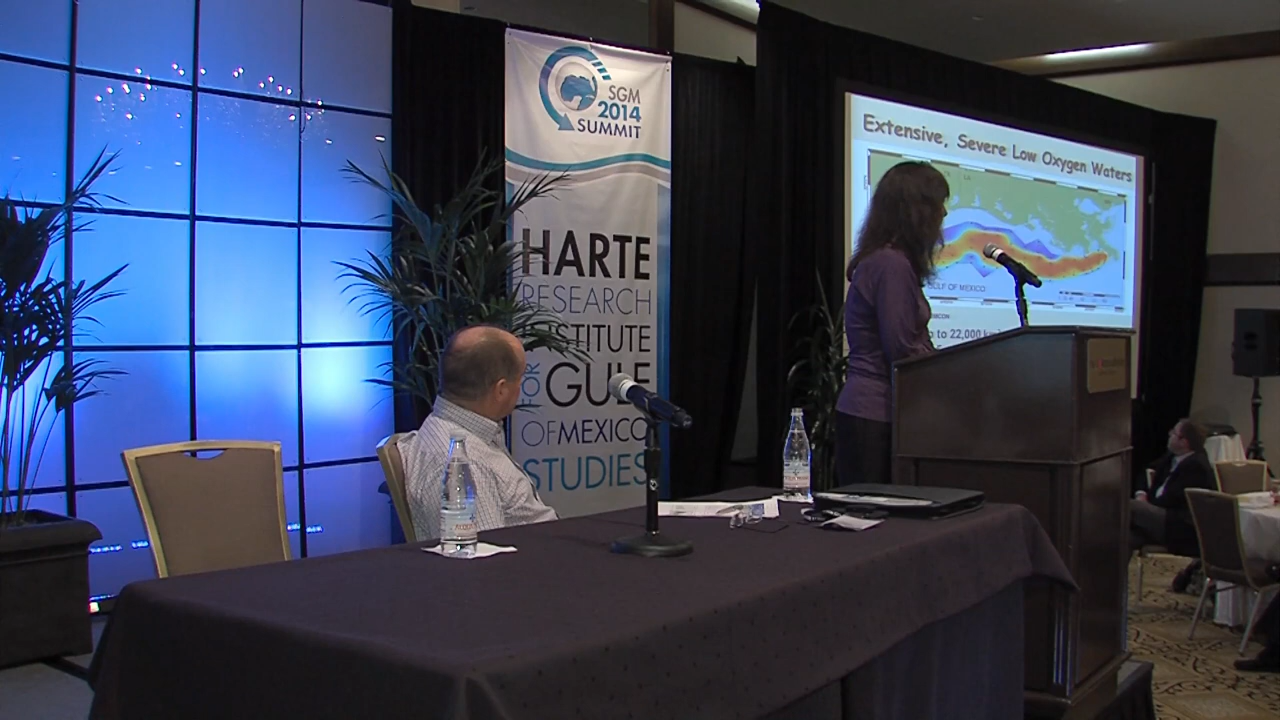 SGM
2014
SUMMIT
HARTE
RESEARCH
INSTITUTE
FOR
GULF
OF MEXICO
STUDIES
Extensive, Severe Low Oxygen Waters
GULF OF MEXICO
to 22,000